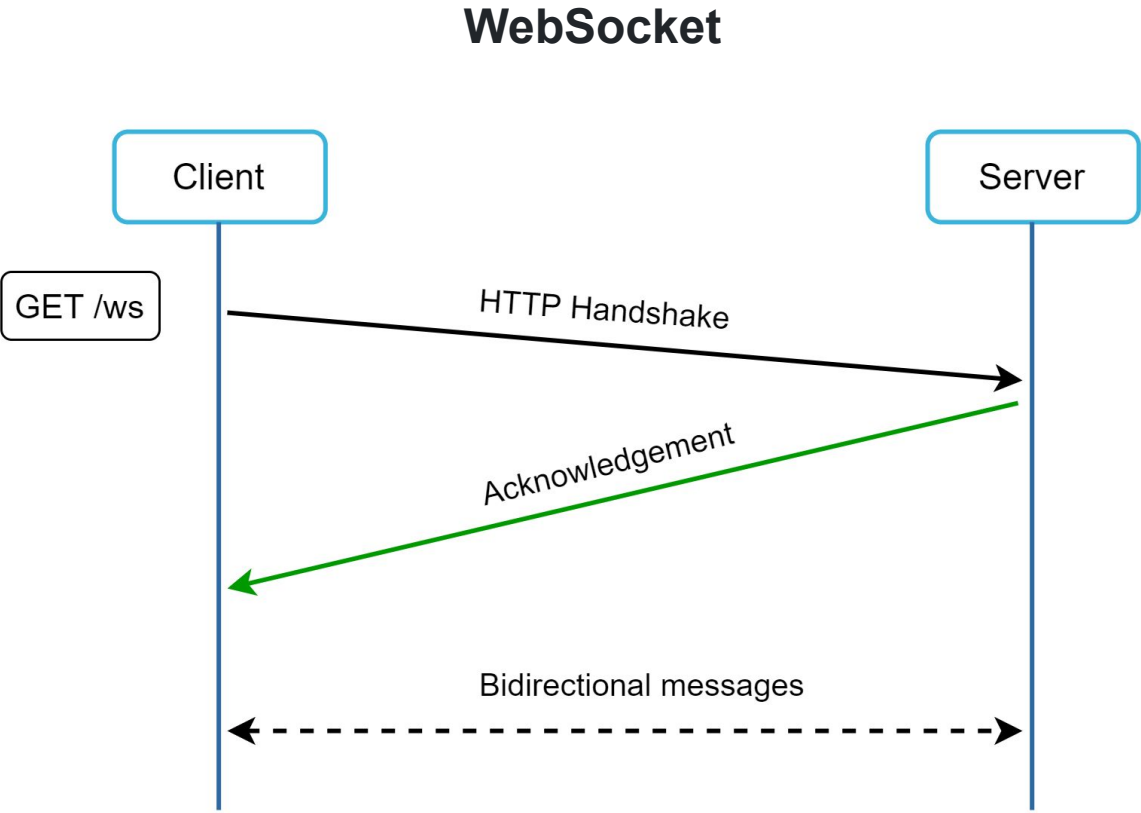 WebSocket
Client
Server
GET /ws
HTTP Handshake
Acknowledgement
Bidirectional messages